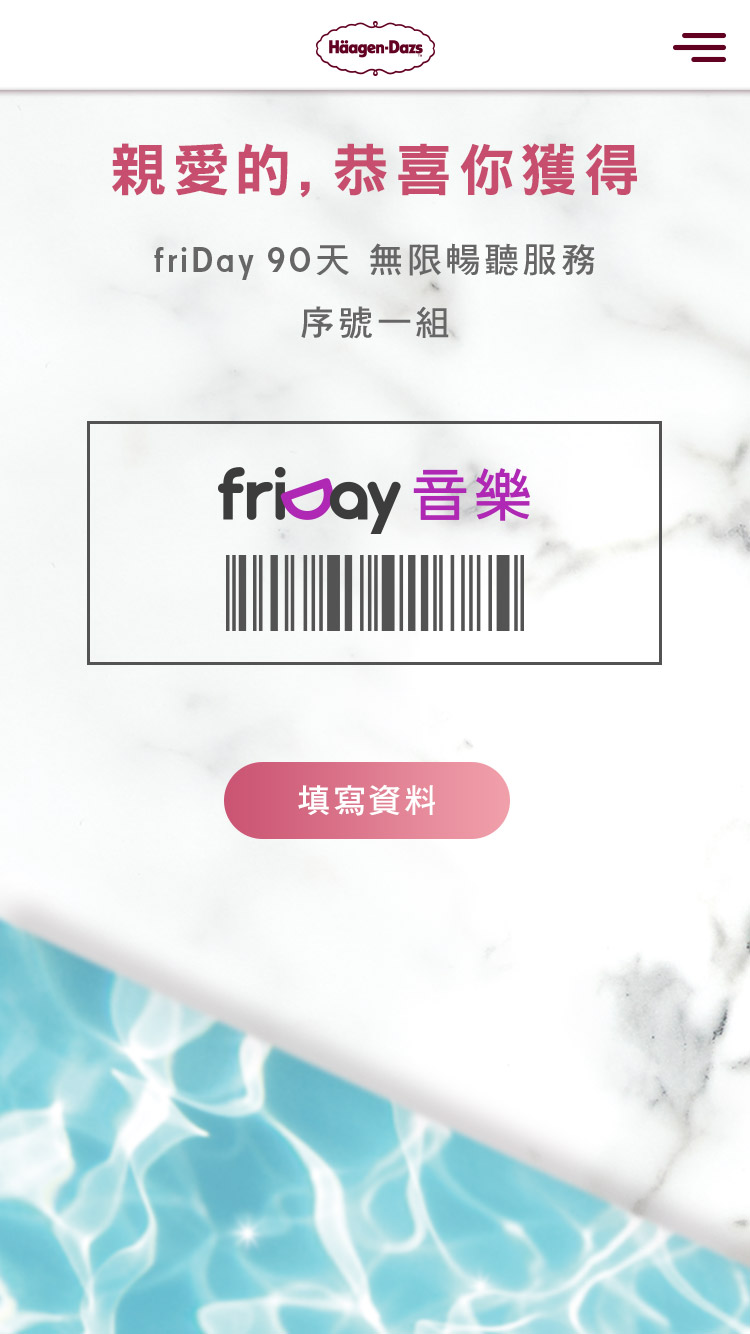 Häagen-Dazs
親愛的, 恭喜你獲得
friDay 90天 無限暢聽服務
序號一組
friDay 音樂
填寫資料